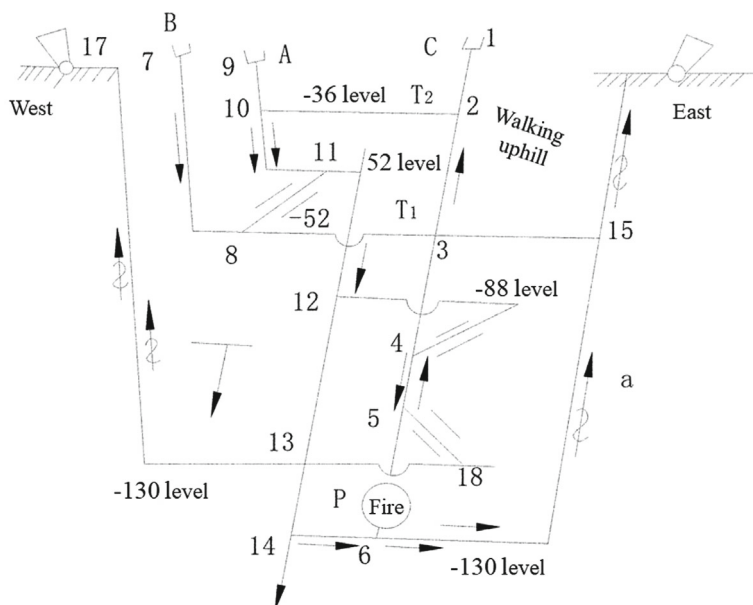 B
17
7
9
A
C
1
West
East
-36 level
T2
10
2
Walking
uphill
11
52 level
-52
T1
8
3
15
12
-88 level
4
a
5
13
-130 level
18
P
Fire
14
6
-130 level